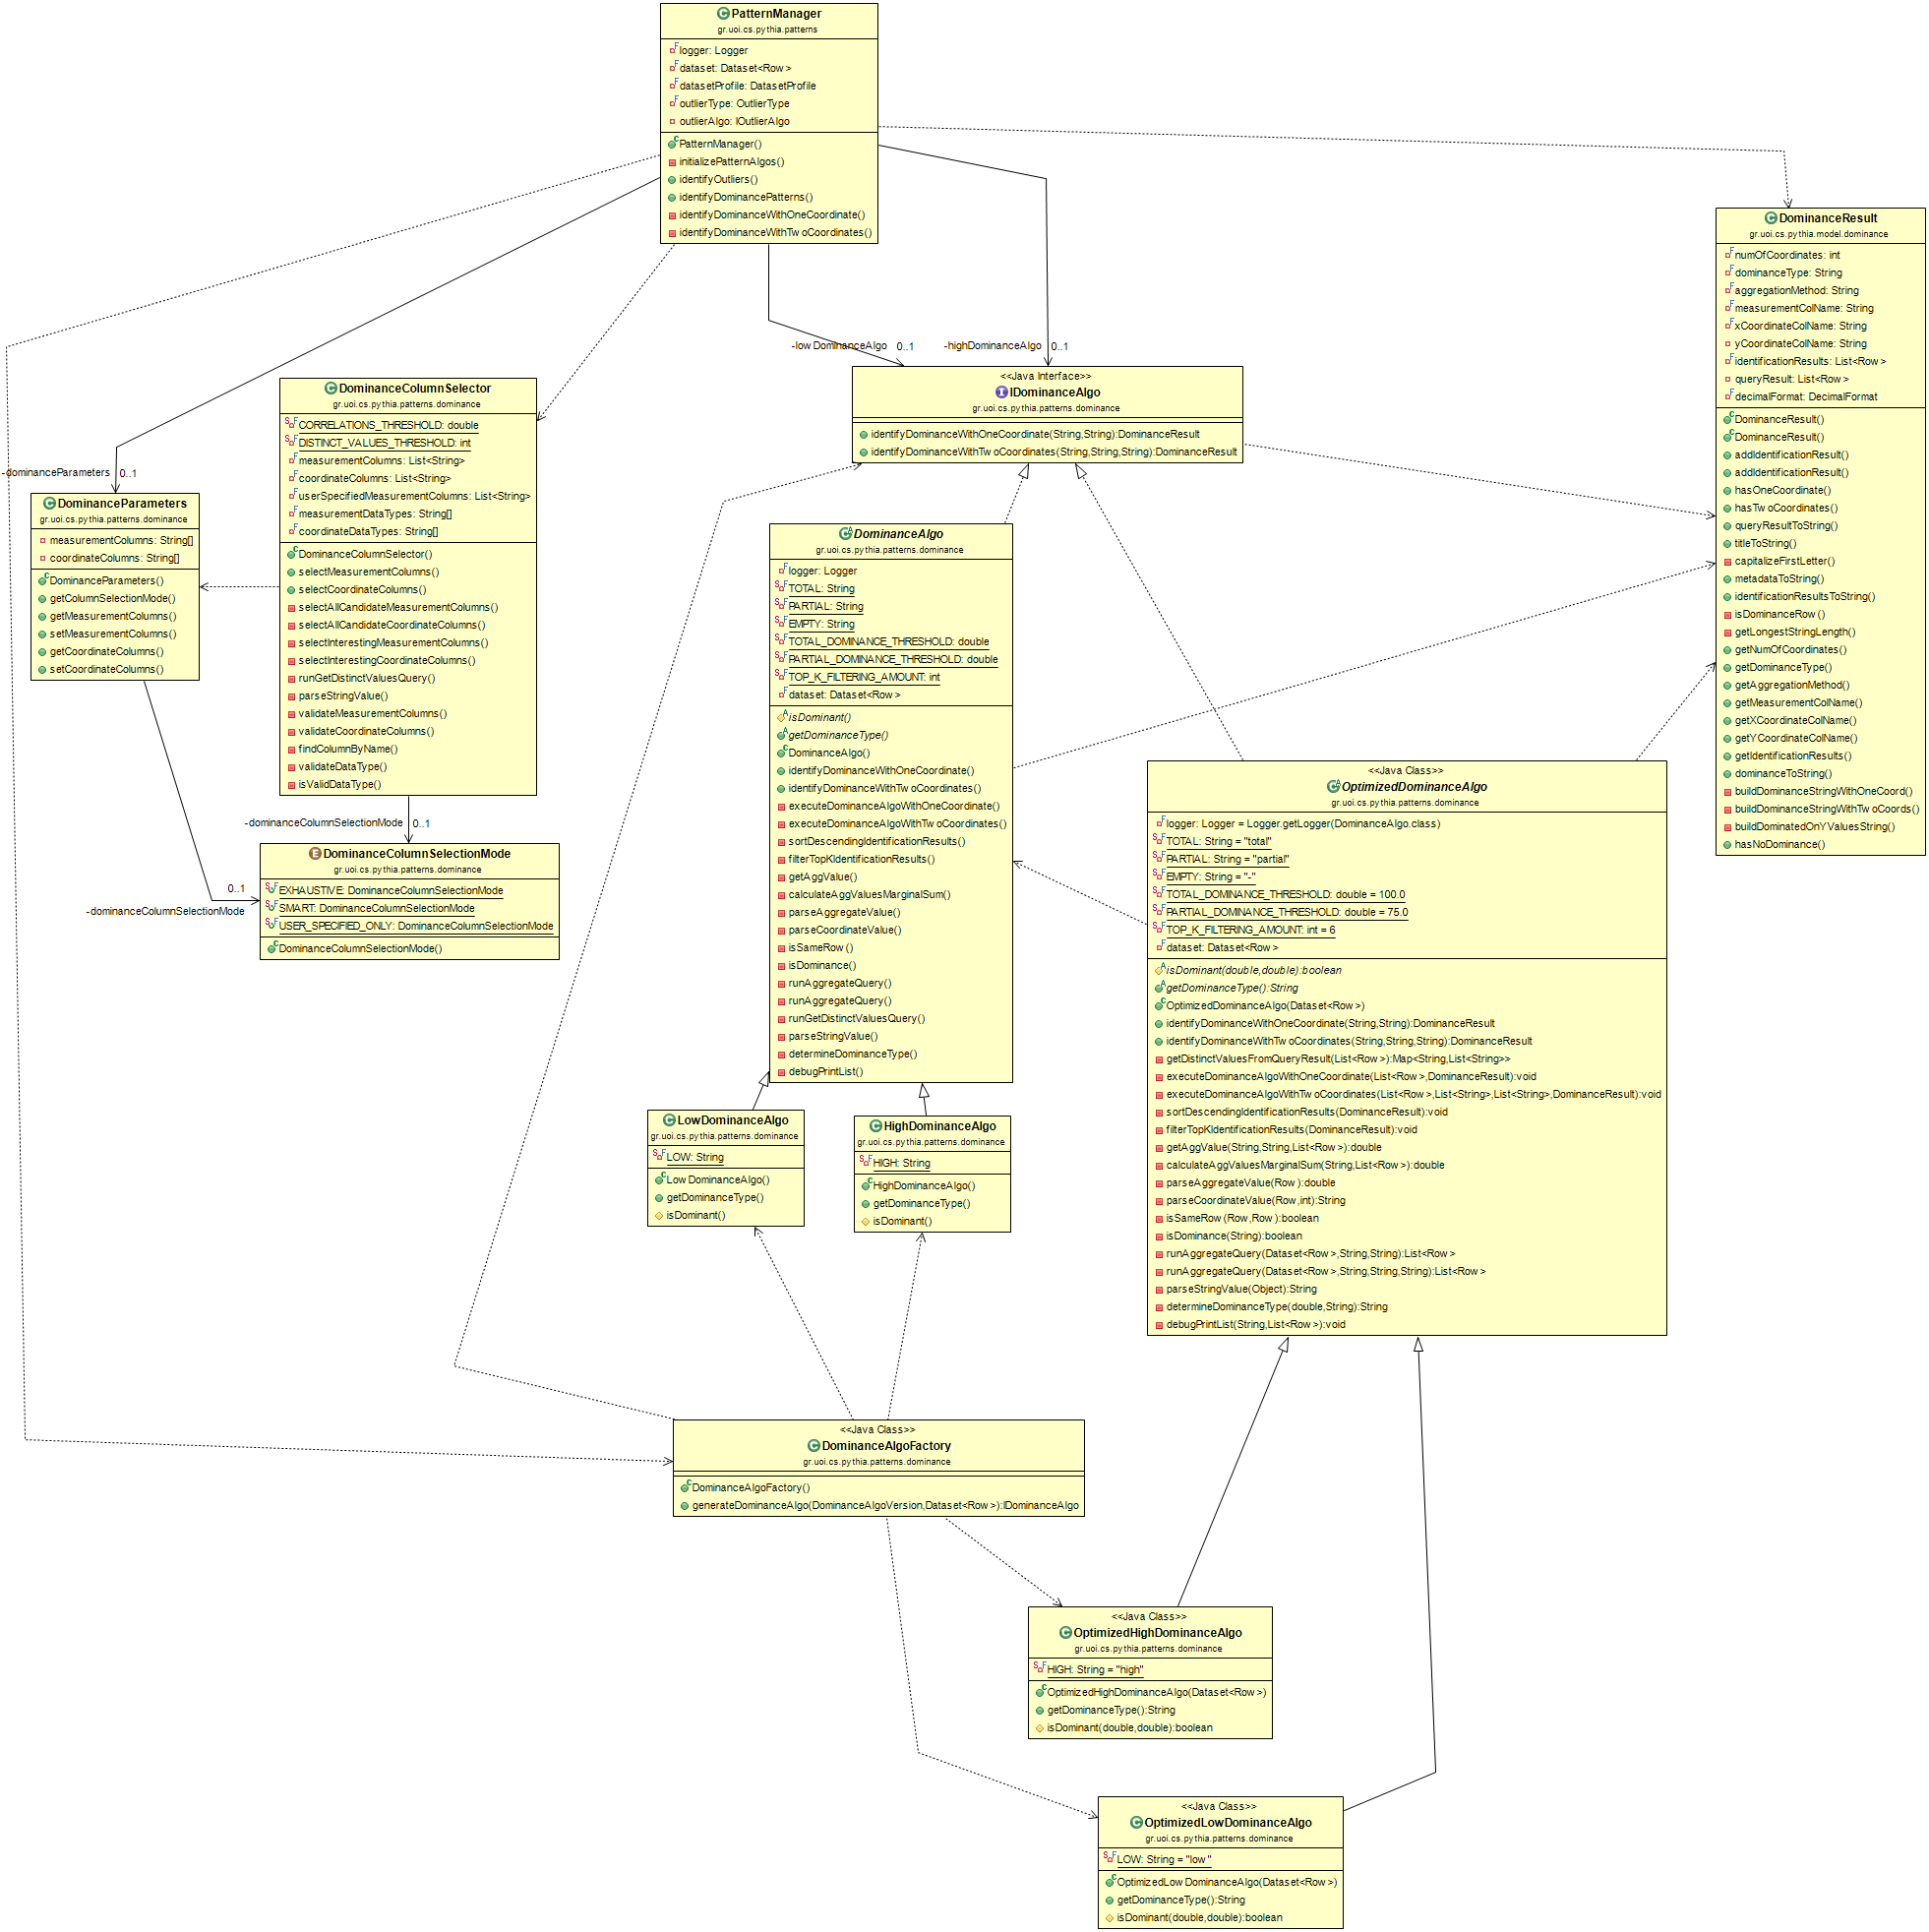 PatternManager
gr.uoi.cs.pythia.patterns
logger: Logger
dataset: Dataset<Row>
datasetProfile: DatasetProfile
outlierType: OutlierType
outlierAlgo: IOutlierAlgo
PatternManager()
initializePatternAlgos()
identifyOutliers()
identifyDominancePatterns()
identifyDominanceWithOneCoordinate()
identifyDominanceWithTwoCoordinates()
DominanceResult
gr.uoi.cs.pythia.model.dominance
numOfCoordinates: int
dominanceType: String
aggregationMethod: String
measurementColName: String
xCoordinateColName: String
yCoordinateColName: String
identificationResults: List<Row>
queryResult: List<Row>
decimalFormat: DecimalFormat
DominanceResult()
DominanceResult()
addIdentificationResult()
addIdentificationResult()
hasOneCoordinate()
hasTwoCoordinates()
queryResultToString()
titleToString()
capitalizeFirstLetter()
metadataToString()
identificationResultsToString()
isDominanceRow()
getLongestStringLength()
getNumOfCoordinates()
getDominanceType()
getAggregationMethod()
getMeasurementColName()
getXCoordinateColName()
getYCoordinateColName()
getIdentificationResults()
dominanceToString()
buildDominanceStringWithOneCoord()
buildDominanceStringWithTwoCoords()
buildDominatedOnYValuesString()
hasNoDominance()
-lowDominanceAlgo 0..1
-highDominanceAlgo 0..1
<<Java Interface>>
IDominanceAlgo
gr.uoi.cs.pythia.patterns.dominance
identifyDominanceWithOneCoordinate(String,String):DominanceResult
identifyDominanceWithTwoCoordinates(String,String,String):DominanceResult
DominanceColumnSelector
gr.uoi.cs.pythia.patterns.dominance
CORRELATIONS_THRESHOLD: double
DISTINCT_VALUES_THRESHOLD: int
measurementColumns: List<String>
coordinateColumns: List<String>
userSpecifiedMeasurementColumns: List<String>
measurementDataTypes: String[]
coordinateDataTypes: String[]
DominanceColumnSelector()
selectMeasurementColumns()
selectCoordinateColumns()
selectAllCandidateMeasurementColumns()
selectAllCandidateCoordinateColumns()
selectInterestingMeasurementColumns()
selectInterestingCoordinateColumns()
runGetDistinctValuesQuery()
parseStringValue()
validateMeasurementColumns()
validateCoordinateColumns()
findColumnByName()
validateDataType()
isValidDataType()
-dominanceParameters 0..1
DominanceParameters
gr.uoi.cs.pythia.patterns.dominance
measurementColumns: String[]
coordinateColumns: String[]
DominanceParameters()
getColumnSelectionMode()
getMeasurementColumns()
setMeasurementColumns()
getCoordinateColumns()
setCoordinateColumns()
-dominanceColumnSelectionMode 0..1
0..1
-dominanceColumnSelectionMode
DominanceColumnSelectionMode
gr.uoi.cs.pythia.patterns.dominance
EXHAUSTIVE: DominanceColumnSelectionMode
SMART: DominanceColumnSelectionMode
USER_SPECIFIED_ONLY: DominanceColumnSelectionMode
DominanceColumnSelectionMode()
DominanceAlgo
gr.uoi.cs.pythia.patterns.dominance
logger: Logger
TOTAL: String
PARTIAL: String
EMPTY: String
TOTAL_DOMINANCE_THRESHOLD: double
PARTIAL_DOMINANCE_THRESHOLD: double
TOP_K_FILTERING_AMOUNT: int
dataset: Dataset<Row>
isDominant()
getDominanceType()
DominanceAlgo()
identifyDominanceWithOneCoordinate()
identifyDominanceWithTwoCoordinates()
executeDominanceAlgoWithOneCoordinate()
executeDominanceAlgoWithTwoCoordinates()
sortDescendingIdentificationResults()
filterTopKIdentificationResults()
getAggValue()
calculateAggValuesMarginalSum()
parseAggregateValue()
parseCoordinateValue()
isSameRow()
isDominance()
runAggregateQuery()
runAggregateQuery()
runGetDistinctValuesQuery()
parseStringValue()
determineDominanceType()
debugPrintList()
<<Java Class>>
OptimizedDominanceAlgo
gr.uoi.cs.pythia.patterns.dominance
logger: Logger = Logger.getLogger(DominanceAlgo.class)
TOTAL: String = "total"
PARTIAL: String = "partial"
EMPTY: String = "-"
TOTAL_DOMINANCE_THRESHOLD: double = 100.0
PARTIAL_DOMINANCE_THRESHOLD: double = 75.0
TOP_K_FILTERING_AMOUNT: int = 6
dataset: Dataset<Row>
isDominant(double,double):boolean
getDominanceType():String
OptimizedDominanceAlgo(Dataset<Row>)
identifyDominanceWithOneCoordinate(String,String):DominanceResult
identifyDominanceWithTwoCoordinates(String,String,String):DominanceResult
getDistinctValuesFromQueryResult(List<Row>):Map<String,List<String>>
executeDominanceAlgoWithOneCoordinate(List<Row>,DominanceResult):void
executeDominanceAlgoWithTwoCoordinates(List<Row>,List<String>,List<String>,DominanceResult):void
sortDescendingIdentificationResults(DominanceResult):void
filterTopKIdentificationResults(DominanceResult):void
getAggValue(String,String,List<Row>):double
calculateAggValuesMarginalSum(String,List<Row>):double
parseAggregateValue(Row):double
parseCoordinateValue(Row,int):String
isSameRow(Row,Row):boolean
isDominance(String):boolean
runAggregateQuery(Dataset<Row>,String,String):List<Row>
runAggregateQuery(Dataset<Row>,String,String,String):List<Row>
parseStringValue(Object):String
determineDominanceType(double,String):String
debugPrintList(String,List<Row>):void
LowDominanceAlgo
gr.uoi.cs.pythia.patterns.dominance
LOW: String
LowDominanceAlgo()
getDominanceType()
isDominant()
HighDominanceAlgo
gr.uoi.cs.pythia.patterns.dominance
HIGH: String
HighDominanceAlgo()
getDominanceType()
isDominant()
<<Java Class>>
DominanceAlgoFactory
gr.uoi.cs.pythia.patterns.dominance
DominanceAlgoFactory()
generateDominanceAlgo(DominanceAlgoVersion,Dataset<Row>):IDominanceAlgo
<<Java Class>>
OptimizedHighDominanceAlgo
gr.uoi.cs.pythia.patterns.dominance
HIGH: String = "high"
OptimizedHighDominanceAlgo(Dataset<Row>)
getDominanceType():String
isDominant(double,double):boolean
<<Java Class>>
OptimizedLowDominanceAlgo
gr.uoi.cs.pythia.patterns.dominance
LOW: String = "low"
OptimizedLowDominanceAlgo(Dataset<Row>)
getDominanceType():String
isDominant(double,double):boolean